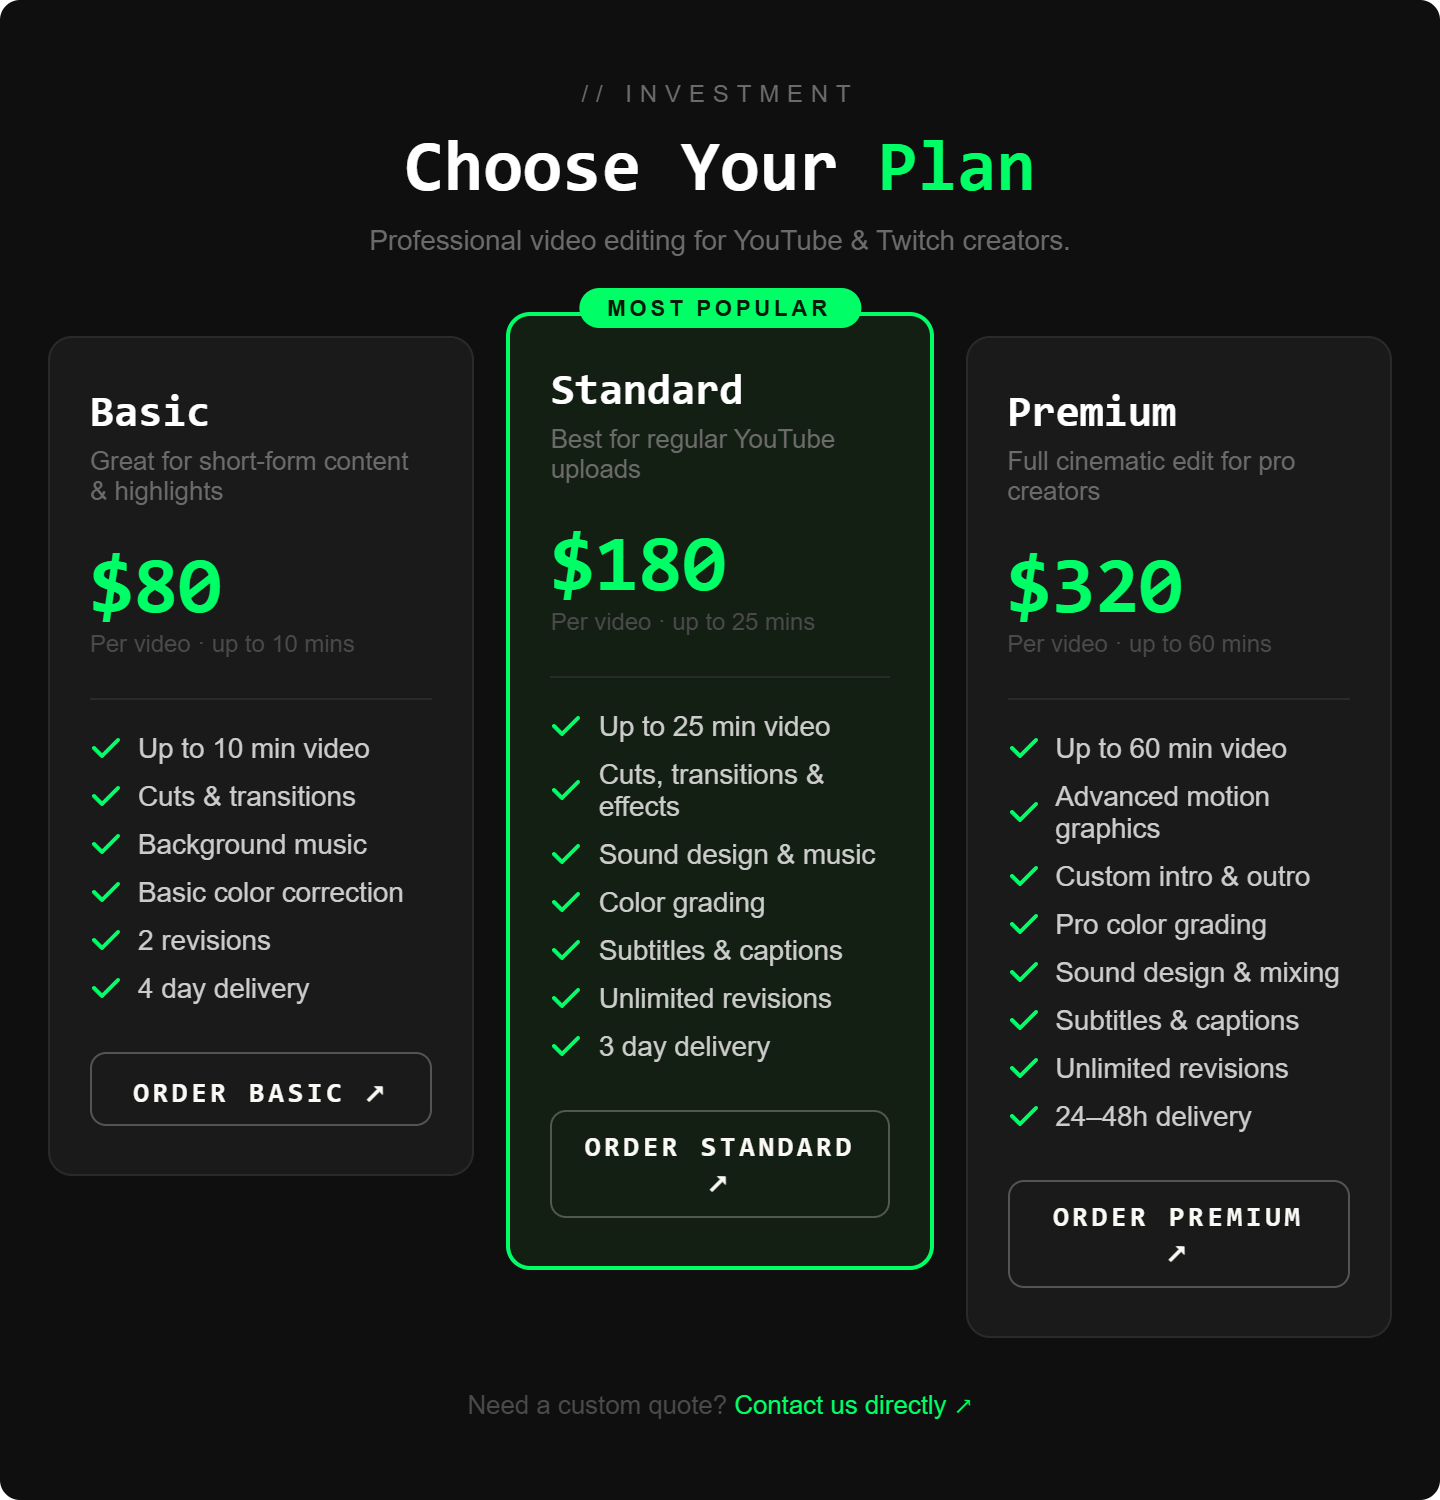 // INVESTMENT
Choose Your Plan
Professional video editing for YouTube & Twitch creators.
Basic
Great for short-form content
& highlights
$80
Per video · up to 10 mins
Up to 10 min video
Cuts & transitions
Background music
Basic color correction
2 revisions
4 day delivery
ORDER BASIC ↗
MOST POPULAR
Standard
Best for regular YouTube
uploads
$180
Per video · up to 25 mins
Up to 25 min video
Cuts, transitions &
effects
Sound design & music
Color grading
Subtitles & captions
Unlimited revisions
3 day delivery
ORDER STANDARD
↗
Premium
Full cinematic edit for pro
creators
$320
Per video · up to 60 mins
Up to 60 min video
Advanced motion
graphics
Custom intro & outro
Pro color grading
Sound design & mixing
Subtitles & captions
Unlimited revisions
24–48h delivery
ORDER PREMIUM
↗
Need a custom quote? Contact us directly ↗